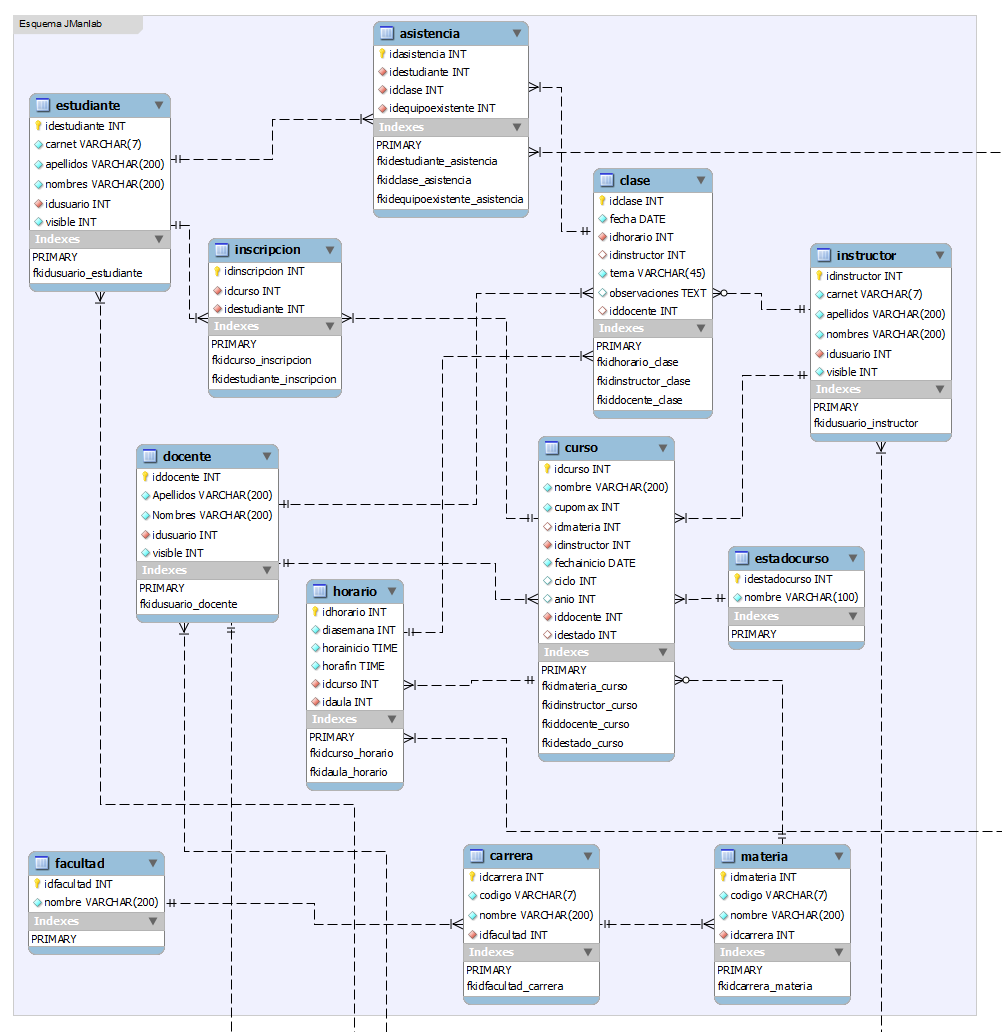 Esquema JManlab
asistencia
idasistencia INT
idestudiante INT
idclase INT
idequipoexistente INT
Indexes
PRIMARY
fkidestudiante_asistencia
fkidclase_asistencia
fkidequipoexistente_asistencia
estudiante
idestudiante INT
carnet VARCHAR(7)
apellidos VARCHAR(200)
nombres VARCHAR(200)
idusuario INT
visible INT
Indexes
PRIMARY
fkidusuario_estudiante
clase
idclase INT
fecha DATE
idhorario INT
idinstructor INT
tema VARCHAR(45)
observaciones TEXT
iddocente INT
Indexes
PRIMARY
fkidhorario_clase
fkidinstructor_clase
fkiddocente_clase
inscripcion
idinscripcion INT
idcurso INT
idestudiante INT
Indexes
PRIMARY
fkidcurso_inscripcion
fkidestudiante_inscripcion
instructor
idinstructor INT
carnet VARCHAR(7)
apellidos VARCHAR(200)
nombres VARCHAR(200)
idusuario INT
visible INT
Indexes
PRIMARY
fkidusuario_instructor
docente
iddocente INT
Apellidos VARCHAR(200)
Nombres VARCHAR(200)
idusuario INT
visible INT
Indexes
PRIMARY
fkidusuario_docente
curso
idcurso INT
nombre VARCHAR(200)
cupomax INT
idmateria INT
idinstructor INT
fechainicio DATE
ciclo INT
anio INT
iddocente INT
idestado INT
Indexes
PRIMARY
fkidmateria_curso
fkidinstructor_curso
fkiddocente_curso
fkidestado_curso
estadocurso
idestadocurso INT
nombre VARCHAR(100)
Indexes
PRIMARY
horario
idhorario INT
diasemana INT
horainicio TIME
horafin TIME
idcurso INT
idaula INT
Indexes
PRIMARY
fkidcurso_horario
fkidaula_horario
facultad
idfacultad INT
nombre VARCHAR(200)
Indexes
PRIMARY
carrera
idcarrera INT
codigo VARCHAR(7)
nombre VARCHAR(200)
idfacultad INT
Indexes
PRIMARY
fkidfacultad_carrera
materia
idmateria INT
codigo VARCHAR(7)
nombre VARCHAR(200)
idcarrera INT
Indexes
PRIMARY
fkidcarrera_materia